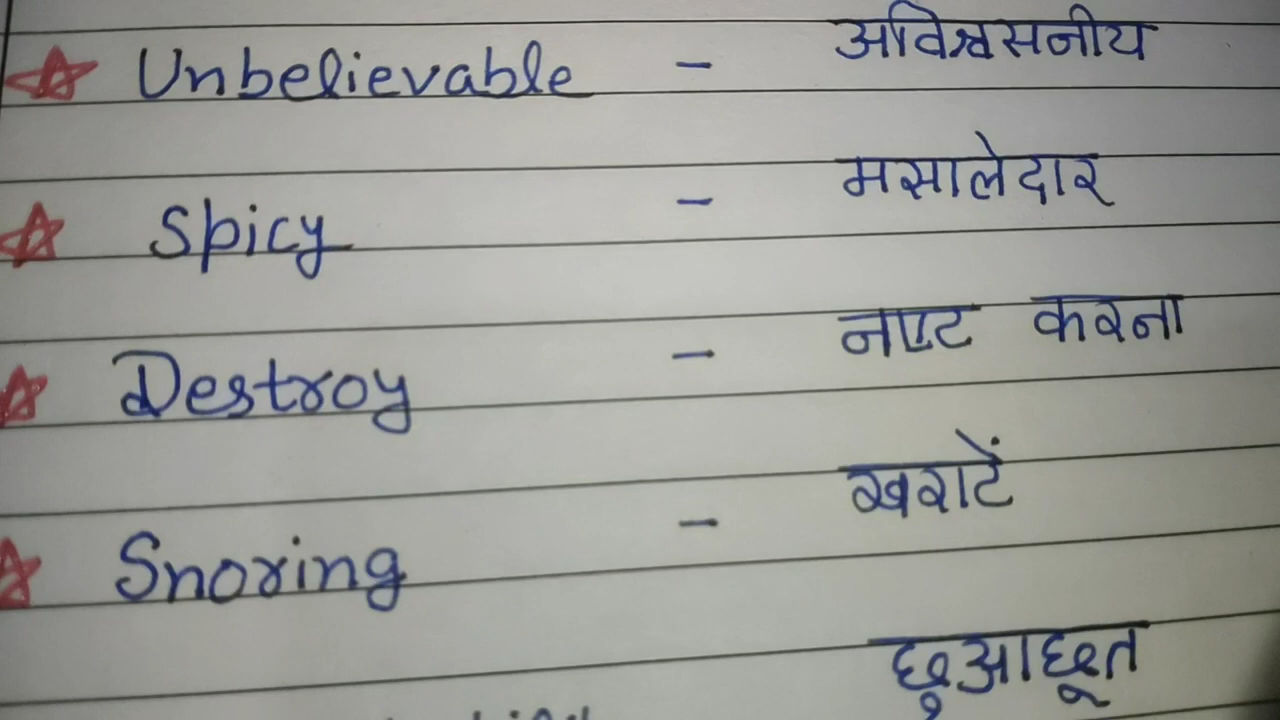 Unbelievable - अविश्वसनीय
Spicy - मसालेदार
Destroy - नष्ट करना
Snoring - खराटें
छूआछूत